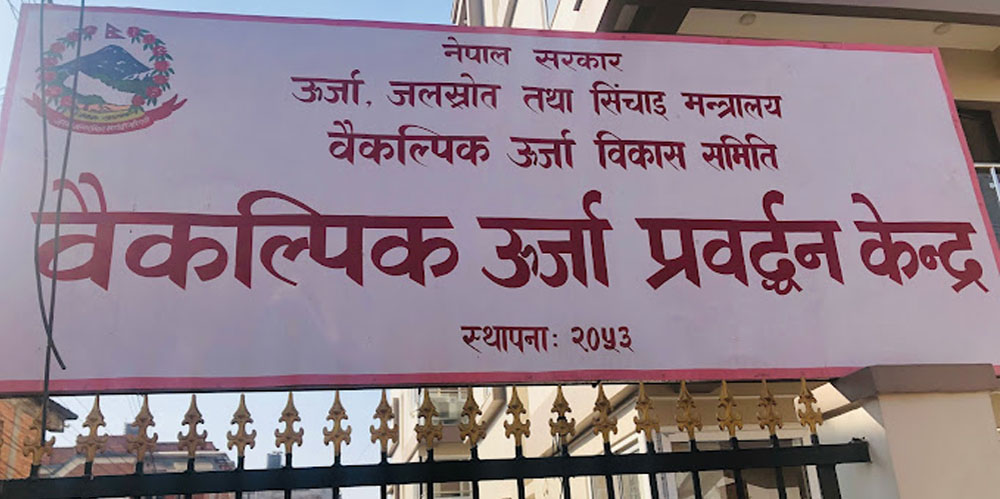 नेपाल सरकार
ऊर्जा, जलस्रोत तथा सिंचाइ मन्त्रालय
वैकल्पिक ऊर्जा विकास समिति
वैकल्पिक ऊर्जा प्रवर्द्धन केन्द्र
स्थापनाः २०५३